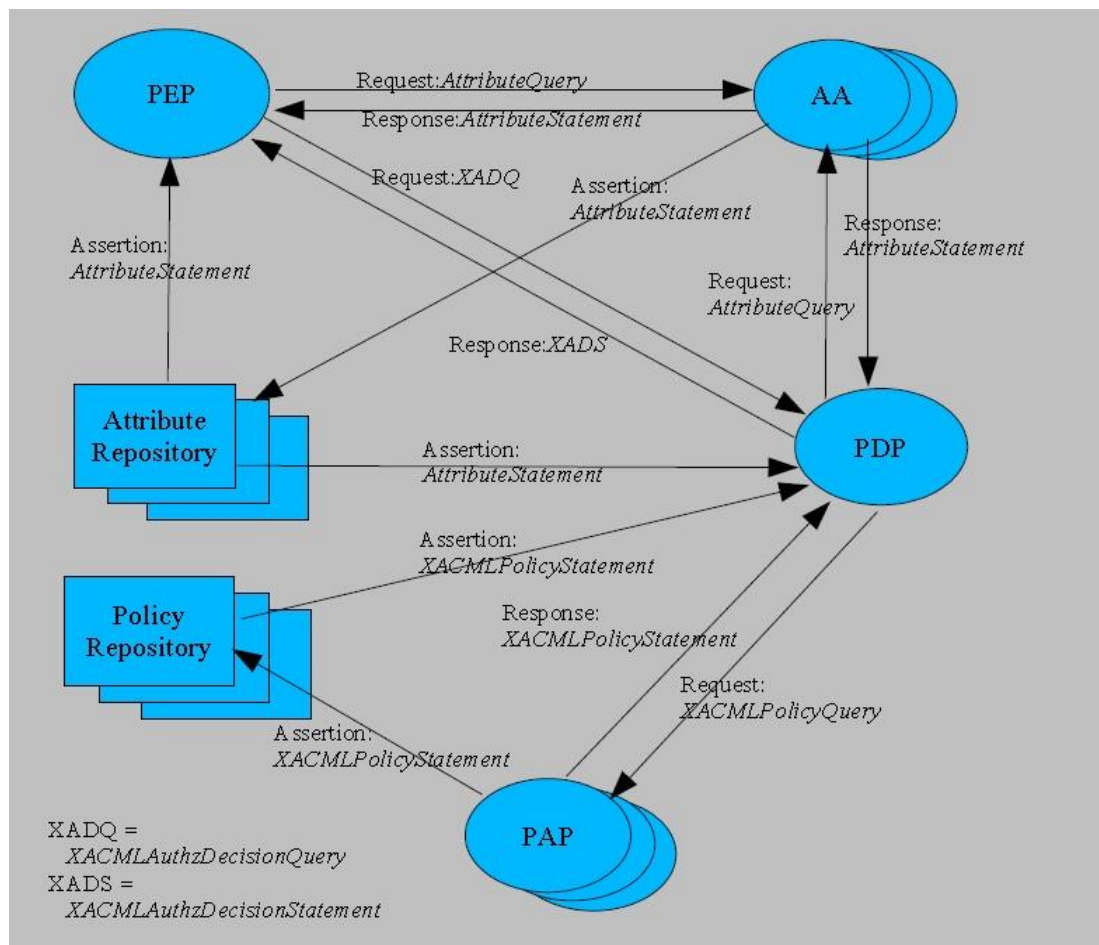 PEP
Request:AttributeQuery
AA
Response:AttributeStatement
Request:XADQ
Assertion:
AttributeStatement
Assertion:
AttributeStatement
Response:
AttributeStatement
Request:
AttributeQuery
Response:XADS
Attribute
Repository
PDP
Assertion:
AttributeStatement
Assertion:
XACMLPolicyStatement
Policy
Repository
Response:
XACMLPolicyStatement
Request:
XACMLPolicyQuery
Assertion:
XACMLPolicyStatement
PAP
XADQ =
XACMLAuthzDecisionQuery
XADS =
XACMLAuthzDecisionStatement